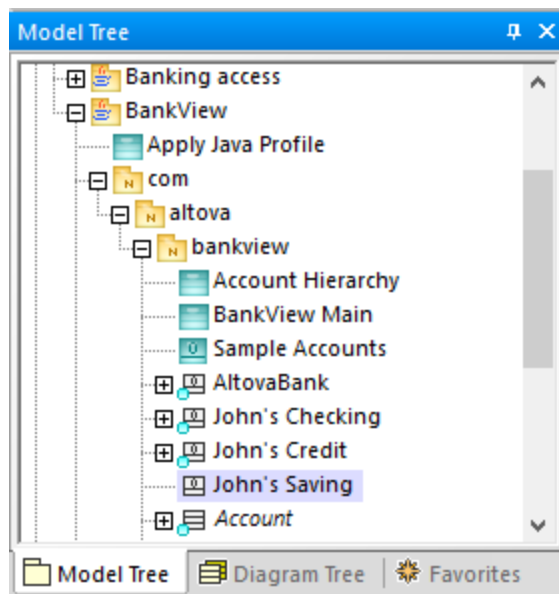 Model Tree
Banking access
BankView
Apply Java Profile
com
altova
bankview
Account Hierarchy
BankView Main
Sample Accounts
AltovaBank
John's Checking
John's Credit
John's Saving
Account
Model Tree Diagram Tree Favorites